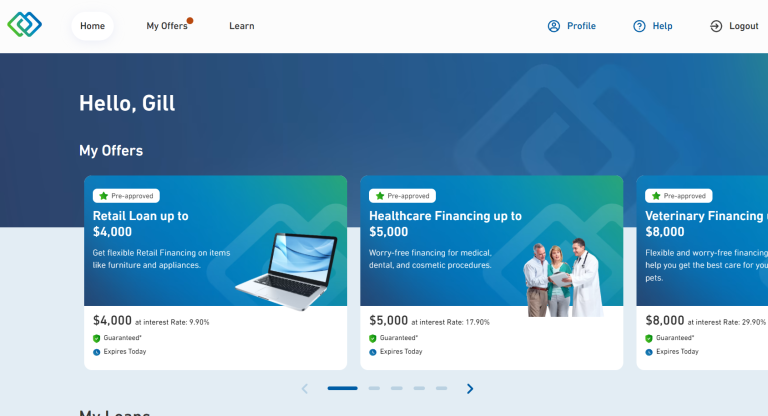 Home
My Offers
Learn
Profile
Help
Logout
Hello, Gill
My Offers
Pre-approved
Retail Loan up to
$4,000
Get flexible Retail Financing on items
like furniture and appliances.
$4,000 at interest Rate: 9.90%
Guaranteed*
Expires Today
Pre-approved
Healthcare Financing up to
$5,000
Worry-free financing for medical,
dental, and cosmetic procedures.
$5,000 at interest Rate: 17.90%
Guaranteed*
Expires Today
Pre-approved
Veterinary Financing
$8,000
Flexible and worry-free financing
help you get the best care for you
pets.
$8,000 at interest Rate: 29.90%
Guaranteed*
Expires Today
My Loans